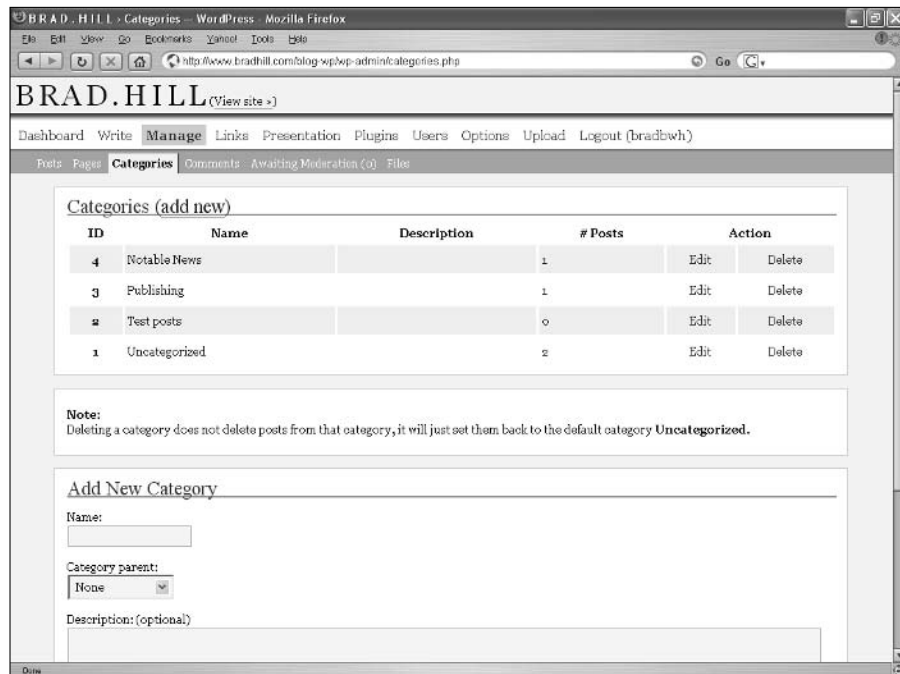 BRAD.HILL › Categories — WordPress - Mozilla Firefox
File Edit View Go Bookmarks Yahoo! Tools Help
http://www.bradhill.com/blog-wp/wp-admin/categories.php Go
BRAD.HILL (View site »)
Dashboard Write Manage Links Presentation Plugins Users Options Upload Logout (bradbwh)
Posts Pages Categories Comments Awaiting Moderation (0) Files
Categories (add new)
ID Name Description # Posts Action
4 Notable News 1 Edit Delete
3 Publishing 1 Edit Delete
2 Test posts 0 Edit Delete
1 Uncategorized 2 Edit Delete
Note:
Deleting a category does not delete posts from that category, it will just set them back to the default category Uncategorized.
Add New Category
Name:
Category parent:
None
Description: (optional)
Done